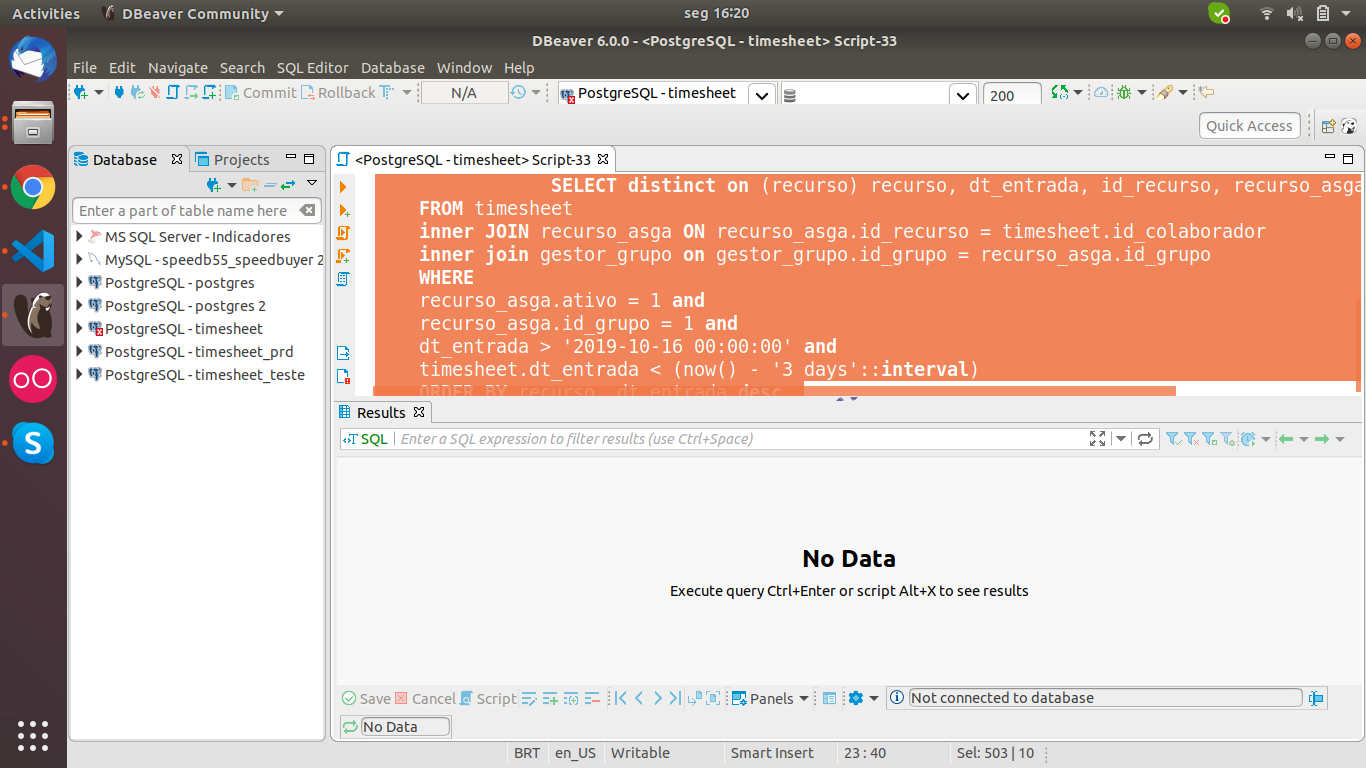 Activities
DBeaver Community
seg 16:20
DBeaver 6.0.0 - <PostgreSQL - timesheet> Script-33
File Edit Navigate Search SQL Editor Database Window Help
Commit Rollback N/A PostgreSQL - timesheet 200
Quick Access
Database Projects
<PostgreSQL - timesheet> Script-33
Enter a part of table name here
MS SQL Server - Indicadores
MySQL - speedb55_speedbuyer 2
PostgreSQL - postgres
PostgreSQL - postgres 2
PostgreSQL - timesheet
PostgreSQL - timesheet_prd
PostgreSQL - timesheet_teste
SELECT distinct on (recurso) recurso, dt_entrada, id_recurso, recurso_asga
FROM timesheet
inner JOIN recurso_asga ON recurso_asga.id_recurso = timesheet.id_colaborador
inner join gestor_grupo on gestor_grupo.id_grupo = recurso_asga.id_grupo
WHERE
recurso_asga.ativo = 1 and
recurso_asga.id_grupo = 1 and
dt_entrada > '2019-10-16 00:00:00' and
timesheet.dt_entrada < (now() - '3 days'::interval)
ORDER BY recurso, dt_entrada desc
Results
SQL Enter a SQL expression to filter results (use Ctrl+Space)
No Data
Execute query Ctrl+Enter or script Alt+X to see results
Save Cancel Script Panels Not connected to database
No Data
BRT en_US Writable Smart Insert 23 : 40 Sel: 503 | 10